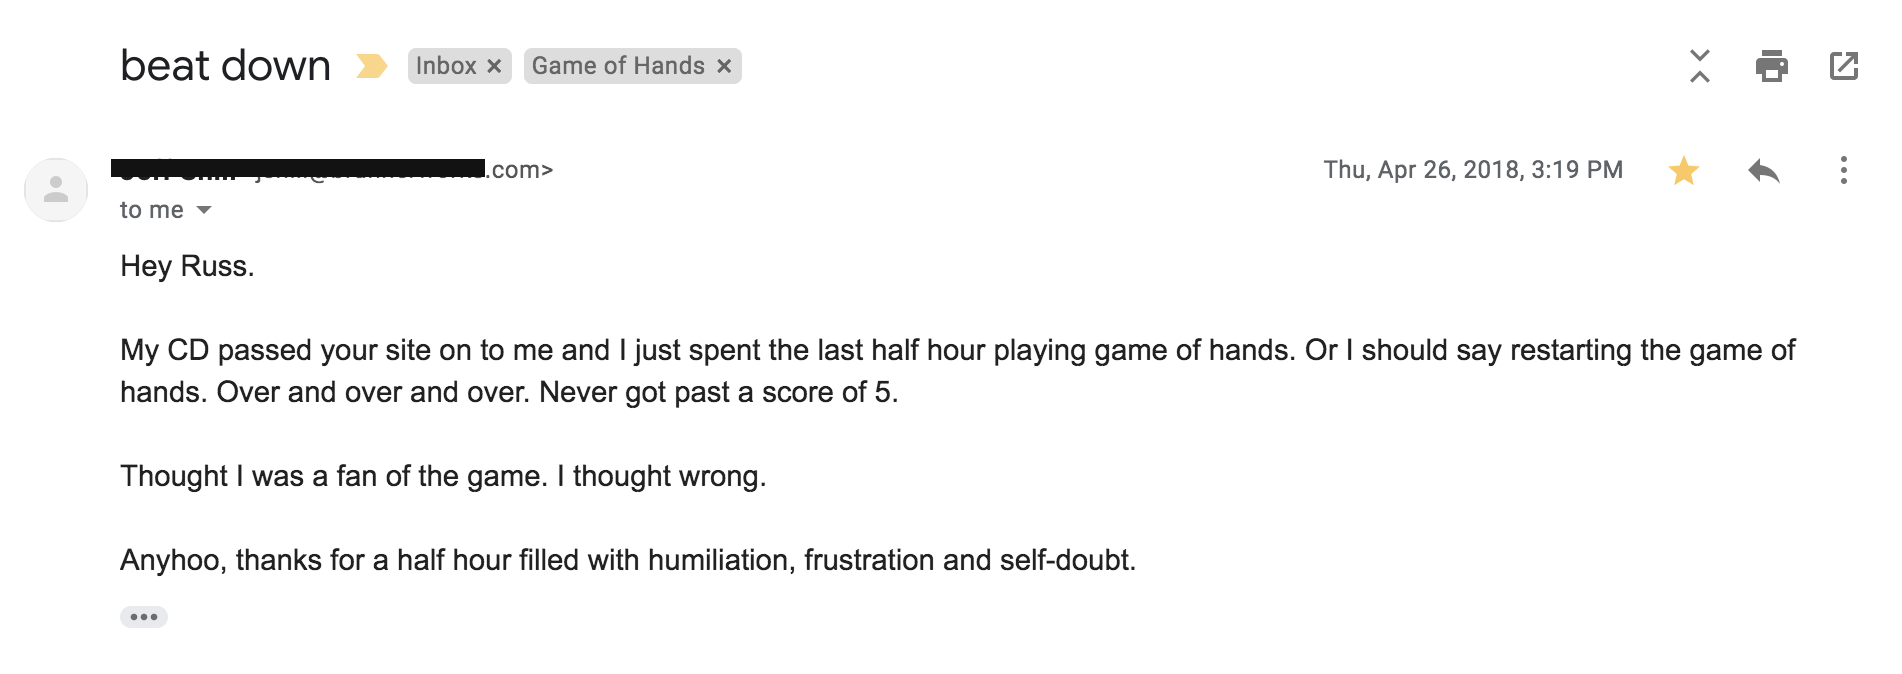 beat down Inbox × Game of Hands ×
.com> Thu, Apr 26, 2018, 3:19 PM
to me
Hey Russ.
My CD passed your site on to me and I just spent the last half hour playing game of hands. Or I should say restarting the game of
hands. Over and over and over. Never got past a score of 5.
Thought I was a fan of the game. I thought wrong.
Anyhoo, thanks for a half hour filled with humiliation, frustration and self-doubt.